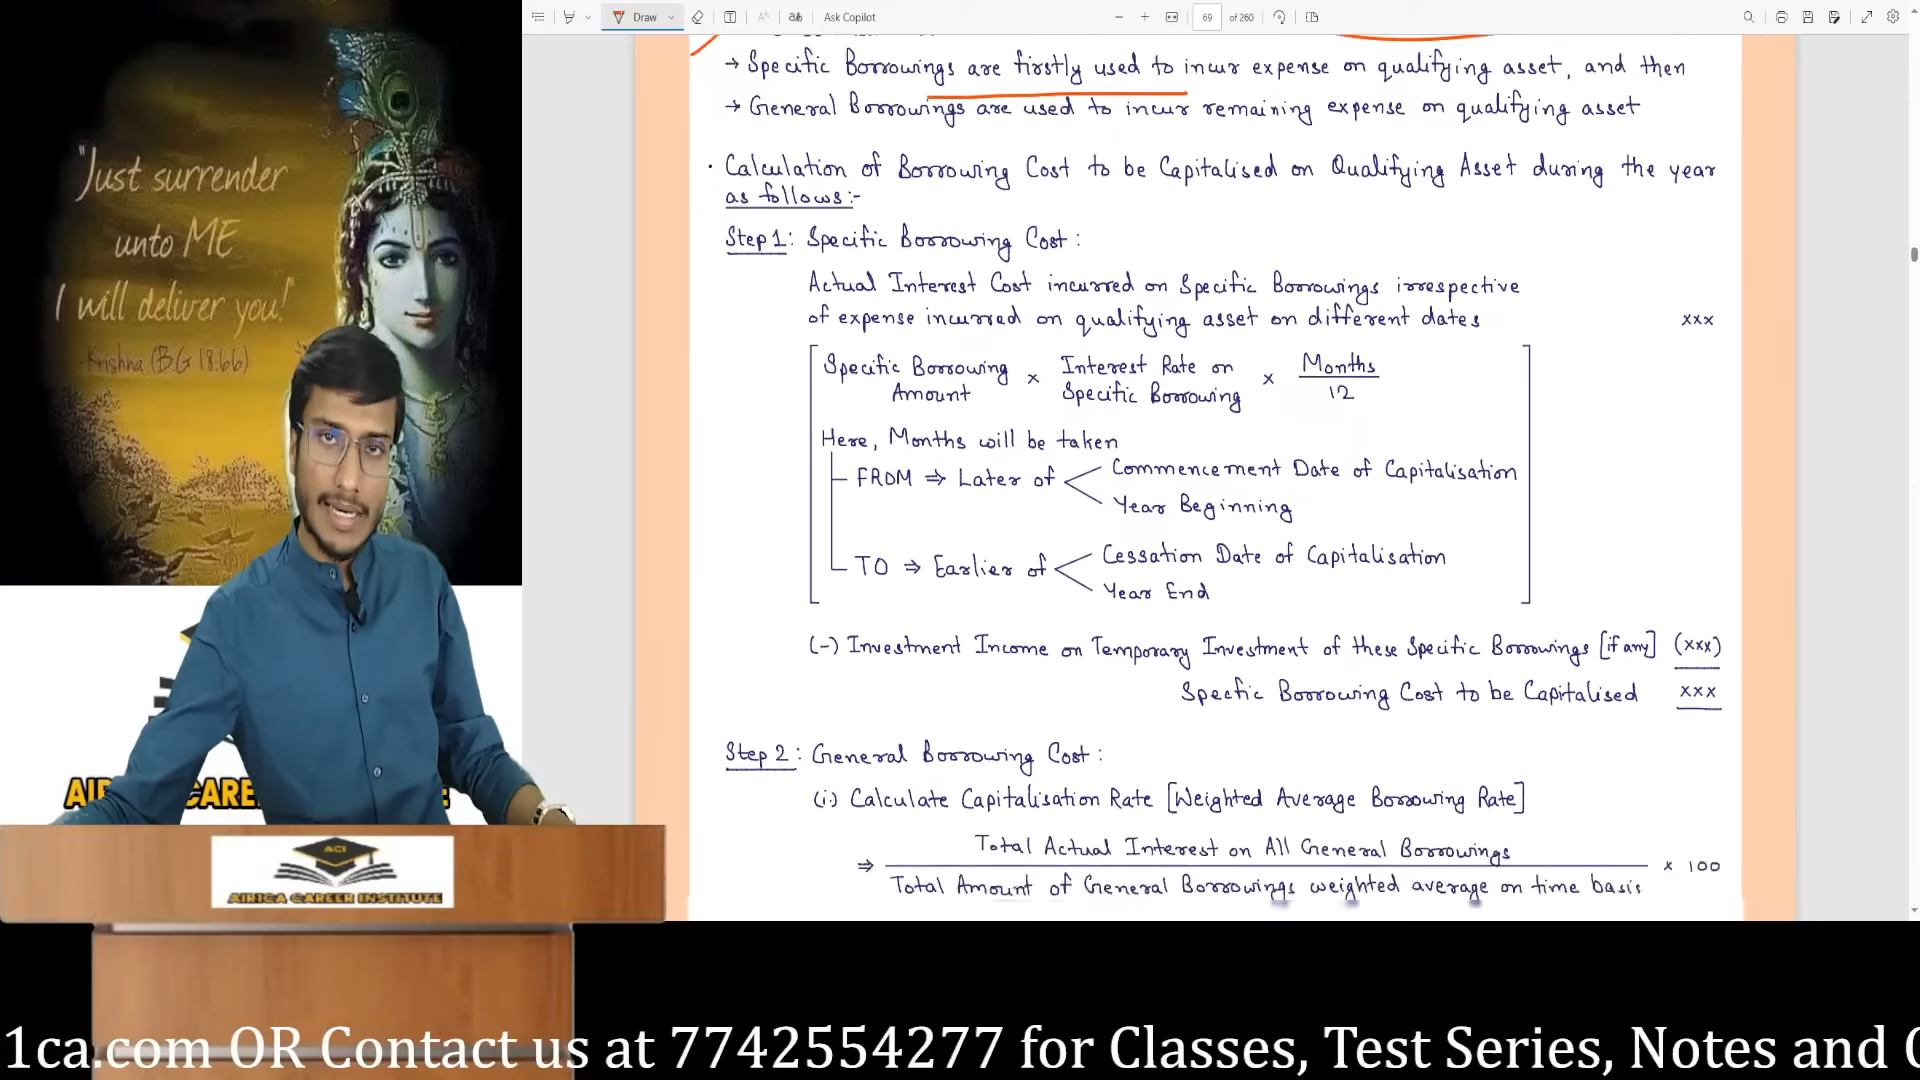 Draw
Ask Copilot
69 of 260
→ Specific Borrowings are firstly used to incur expense on qualifying asset, and then
→ General Borrowings are used to incur remaining expense on qualifying asset
· Calculation of Borrowing Cost to be Capitalised on Qualifying Asset during the year
as follows:-
Step 1: Specific Borrowing Cost:
Actual Interest Cost incurred on Specific Borrowings irrespective
of expense incurred on qualifying asset on different dates xxx
Specific Borrowing Amount × Interest Rate on Specific Borrowing × Months/12
Here, Months will be taken
FROM ⇒ Later of
Commencement Date of Capitalisation
Year Beginning
TO ⇒ Earlier of
Cessation Date of Capitalisation
Year End
(-) Investment Income on Temporary Investment of these Specific Borrowings [if any] (xxx)
Specfic Borrowing Cost to be Capitalised xxx
Step 2: General Borrowing Cost:
(i.) Calculate Capitalisation Rate [Weighted Average Borrowing Rate]
⇒ Total Actual Interest on All General Borrowings × 100
Total Amount of General Borrowings weighted average on time basis
"Just surrender
unto ME
I will deliver you!"
- Krishna (B.G 18.66)
ACI
AIR1CA CAREER INSTITUTE
1ca.com OR Contact us at 7742554277 for Classes, Test Series, Notes and